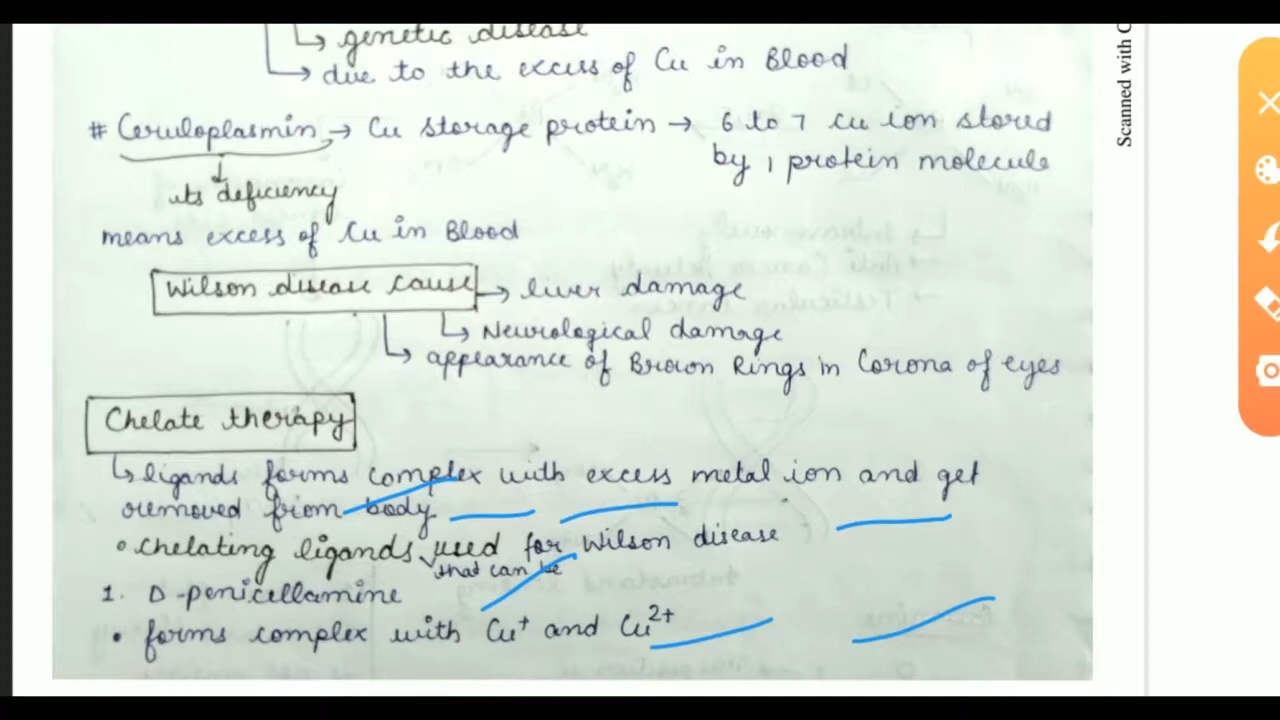 ↳ genetic disease
↳ due to the excess of Cu in Blood
# Ceruloplasmin → Cu storage protein → 6 to 7 Cu ion stored
by 1 protein molecule
↓
its deficiency
means excess of Cu in Blood
Wilson disease cause → liver damage
↳ Neurological damage
↳ appearance of Brown Rings in Corona of eyes
Chelate therapy
↳ ligands forms complex with excess metal ion and get
removed from body
• Chelating ligands that can be used for Wilson disease
1. D-penicillamine
• forms complex with Cu⁺ and Cu²⁺
Scanned with C